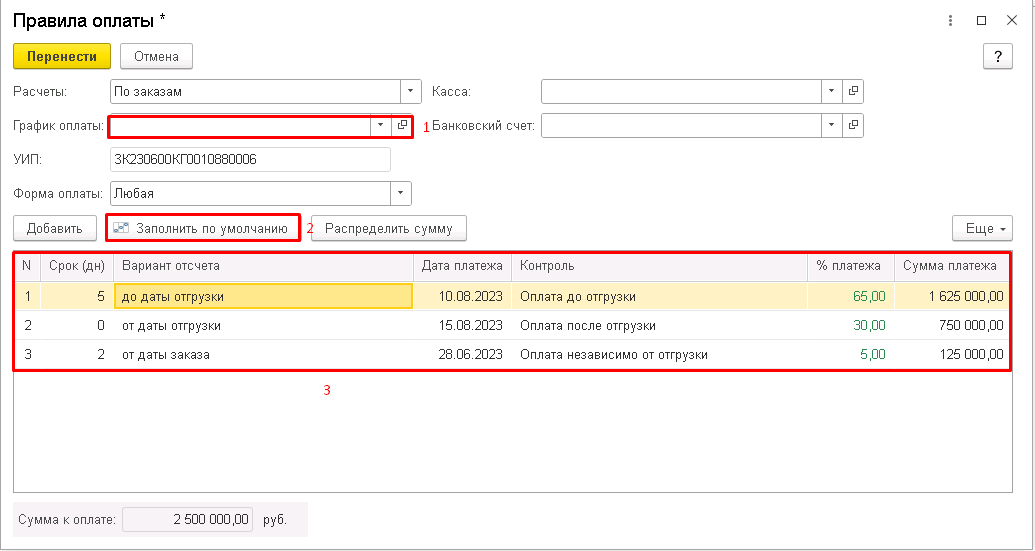 Правила оплаты *
Перенести Отмена ?
Расчеты: По заказам Касса:
График оплаты: 1 Банковский счет:
УИП: ЗК230600КГ0010880006
Форма оплаты: Любая
Добавить Заполнить по умолчанию 2 Распределить сумму Еще
N Срок (дн) Вариант отсчета Дата платежа Контроль % платежа Сумма платежа
1 5 до даты отгрузки 10.08.2023 Оплата до отгрузки 65,00 1 625 000,00
2 0 от даты отгрузки 15.08.2023 Оплата после отгрузки 30,00 750 000,00
3 2 от даты заказа 28.06.2023 Оплата независимо от отгрузки 5,00 125 000,00
3
Сумма к оплате: 2 500 000,00 руб.